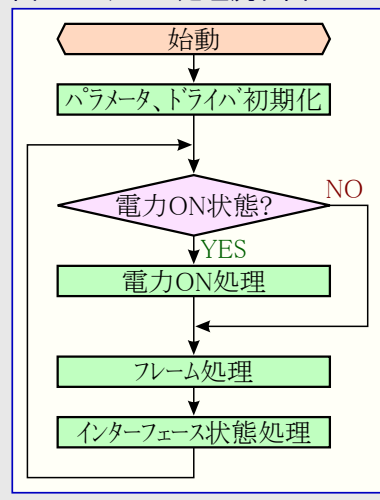 始動
パラメータ、ドライバ初期化
電力ON状態?
NO
YES
電力ON処理
フレーム処理
インターフェース状態処理